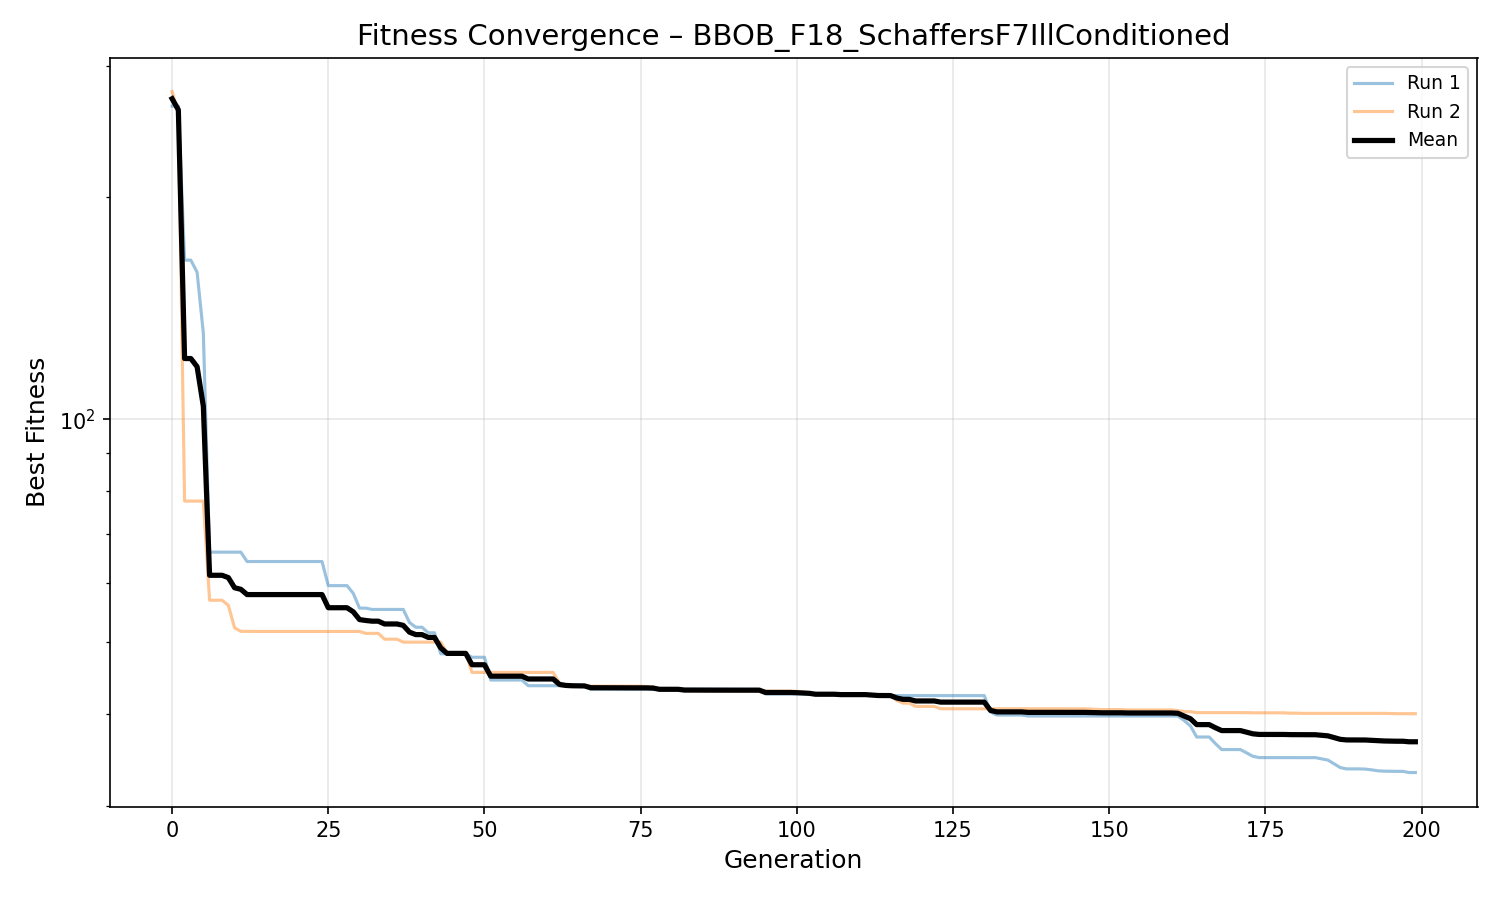 Fitness Convergence – BBOB_F18_SchaffersF7IllConditioned
Run 1
Run 2
Mean
Best Fitness
10²
0 25 50 75 100 125 150 175 200
Generation